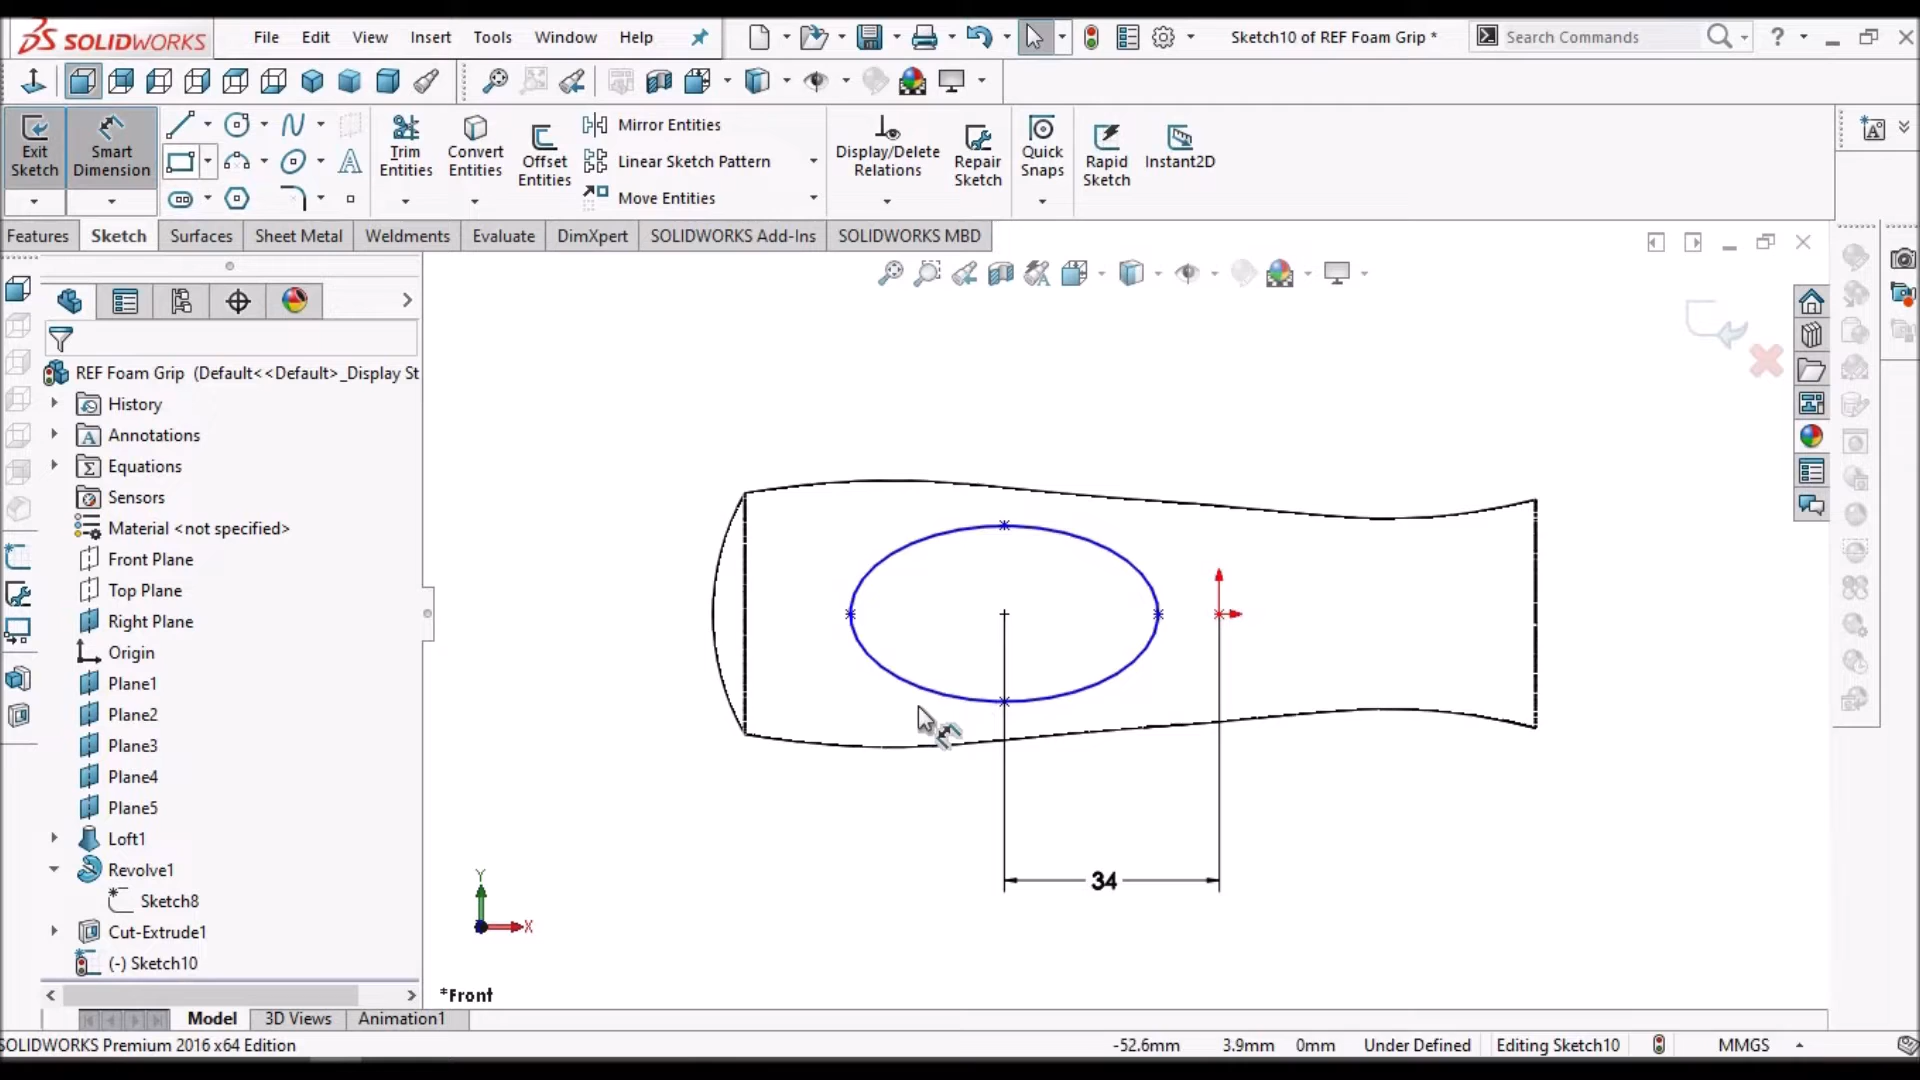 SOLIDWORKS File Edit View Insert Tools Window Help Sketch10 of REF Foam Grip * Search Commands ?
Exit Sketch
Smart Dimension
Trim Entities
Convert Entities
Offset Entities
Mirror Entities
Linear Sketch Pattern
Move Entities
Display/Delete Relations
Repair Sketch
Quick Snaps
Rapid Sketch
Instant2D
Features Sketch Surfaces Sheet Metal Weldments Evaluate DimXpert SOLIDWORKS Add-Ins SOLIDWORKS MBD
REF Foam Grip (Default<<Default>_Display St
History
Annotations
Equations
Sensors
Material <not specified>
Front Plane
Top Plane
Right Plane
Origin
Plane1
Plane2
Plane3
Plane4
Plane5
Loft1
Revolve1
Sketch8
Cut-Extrude1
(-) Sketch10
34
Y
X
*Front
Model 3D Views Animation1
SOLIDWORKS Premium 2016 x64 Edition -52.6mm 3.9mm 0mm Under Defined Editing Sketch10 MMGS